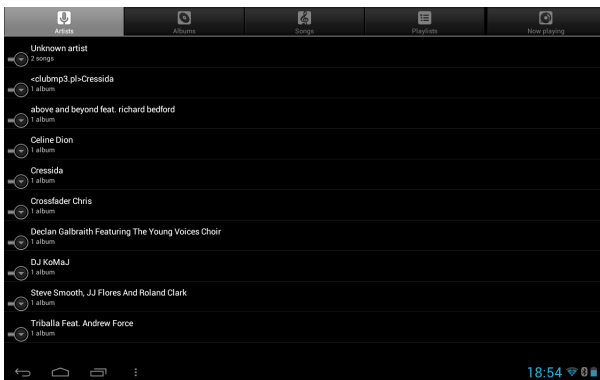 Artists
Albums
Songs
Playlists
Now playing
Unknown artist
2 songs
<clubmp3.pl>Cressida
1 album
above and beyond feat. richard bedford
1 album
Celine Dion
1 album
Cressida
1 album
Crossfader Chris
1 album
Declan Galbraith Featuring The Young Voices Choir
1 album
DJ KoMaJ
1 album
Steve Smooth, JJ Flores And Roland Clark
1 album
Triballa Feat. Andrew Force
1 album
18:54